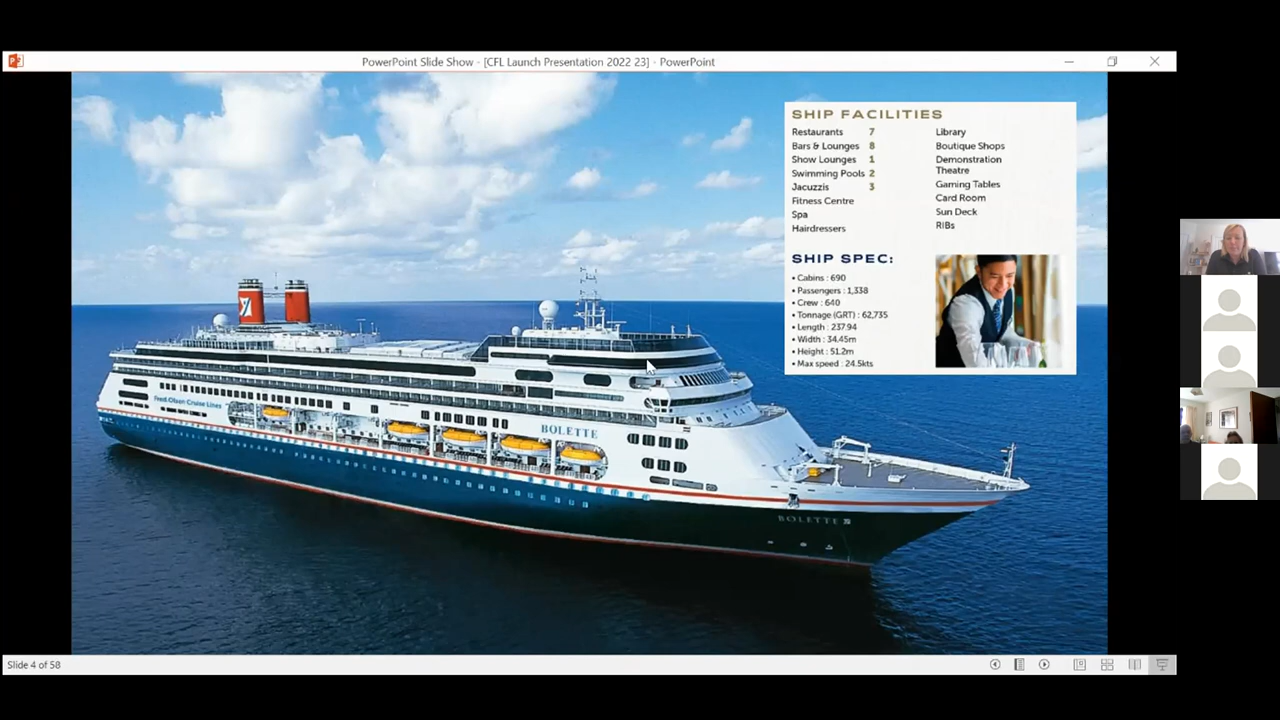 PowerPoint Slide Show - [CFL Launch Presentation 2022 23] - PowerPoint
SHIP FACILITIES
Restaurants 7
Bars & Lounges 8
Show Lounges 1
Swimming Pools 2
Jacuzzis 3
Fitness Centre
Spa
Hairdressers
Library
Boutique Shops
Demonstration
Theatre
Gaming Tables
Card Room
Sun Deck
RIBs
SHIP SPEC:
• Cabins : 690
• Passengers : 1,338
• Crew : 640
• Tonnage (GRT) : 62,735
• Length : 237.94
• Width : 34.45m
• Height : 51.2m
• Max speed : 24.5kts
Fred. Olsen Cruise Lines
BOLETTE
BOLETTE
Slide 4 of 58